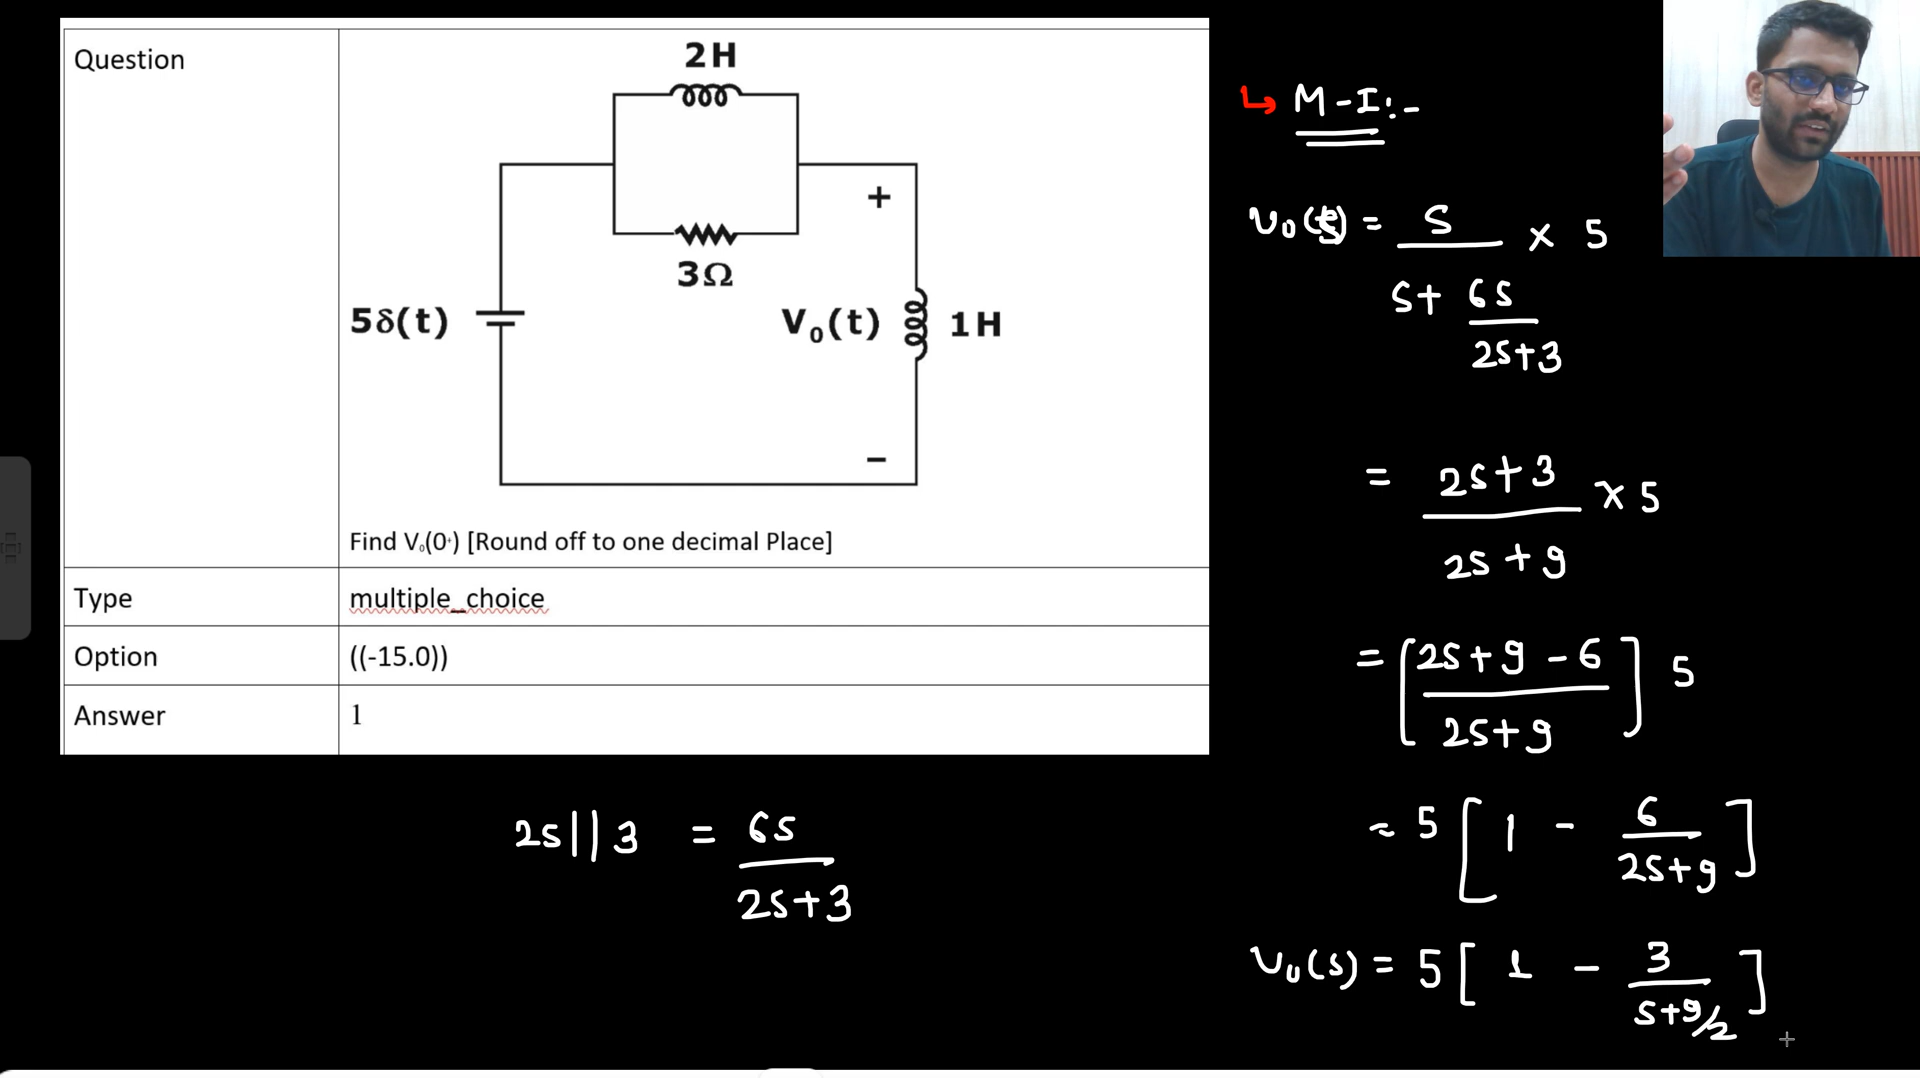 Question
2H
3Ω
5δ(t)
+
V₀(t)
1H
−
Find V₀(0⁺) [Round off to one decimal Place]
Type
multiple_choice
Option
((-15.0))
Answer
1
2s||3 = 6s
2s+3
↳ M-I:-
V₀(s) = s × 5
s+ 6s
2s+3
= 2s+3 × 5
2s+9
= [2s+9-6] 5
2s+9
= 5 [1 - 6]
2s+9
V₀(s) = 5 [1 - 3]
s+9/2